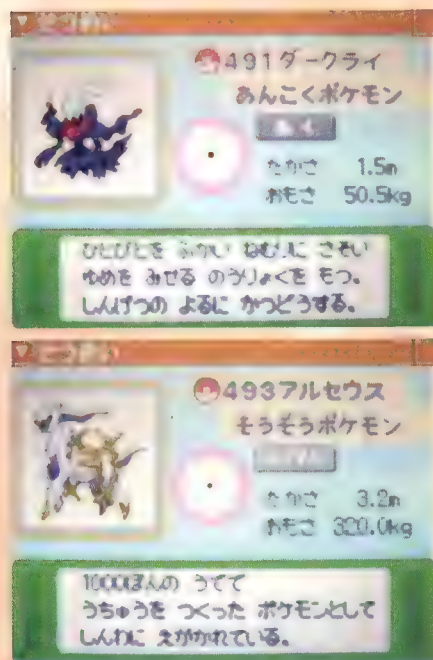 491ダークライ
あんこくポケモン
たかさ 1.5m
おもさ 50.5kg
ひとびとを ふかい ねむりに さそい
ゆめを みせる のうりょくを もつ。
しんげつの よるに かつどうする。
493アルセウス
そうぞうポケモン
たかさ 3.2m
おもさ 320.0kg
1000ぼんの うてで
うちゅうを つくった ポケモンとして
しんわに えがかれている。